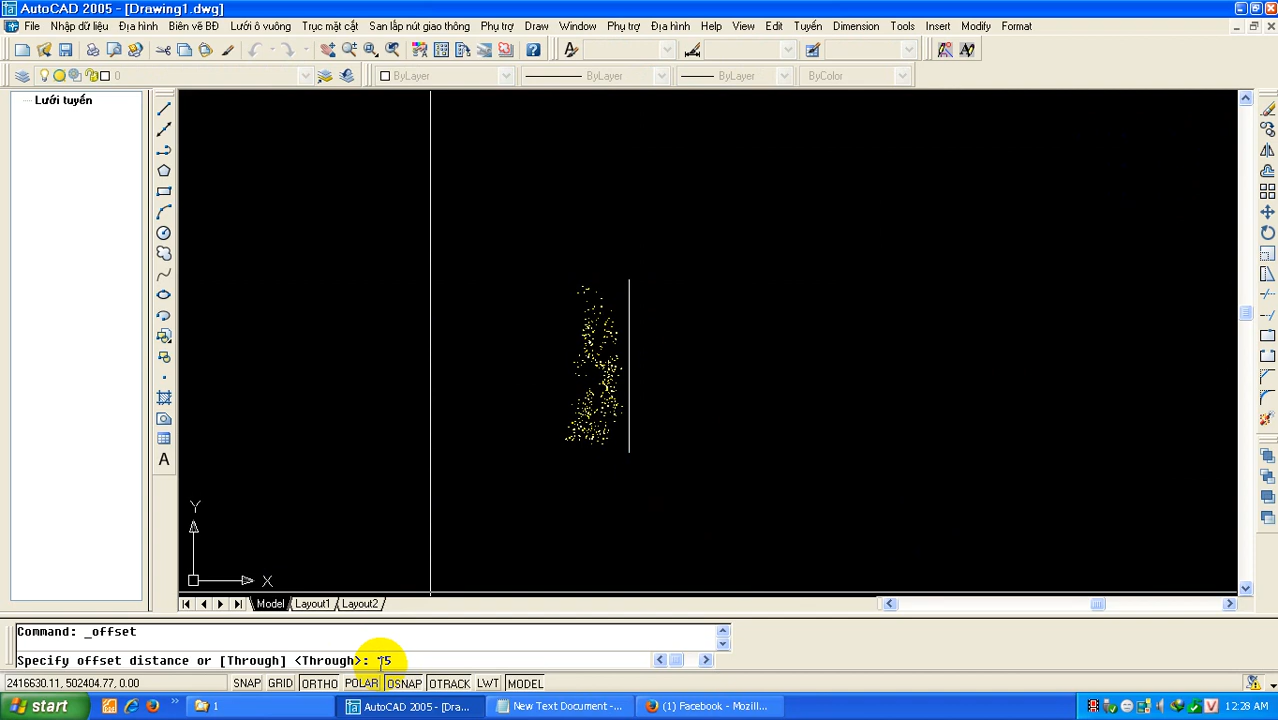 AutoCAD 2005 - [Drawing1.dwg]
File Nhập dữ liệu Địa hình Biên vẽ BĐ Lưới ô vuông Trục mặt cắt San lấp nút giao thông Phụ trợ Draw Window Phụ trợ Địa hình Help View Edit Tuyến Dimension Tools Insert Modify Format
0 ByLayer ByLayer ByLayer ByColor
Lưới tuyến
A
Y
X
Model Layout1 Layout2
Command: _offset
Specify offset distance or [Through] <Through>:
2416630.11, 502404.77, 0.00 SNAP GRID ORTHO POLAR OSNAP OTRACK LWT MODEL
start 1 AutoCAD 2005 - [Dra... New Text Document -... (1) Facebook - Mozill... V 12:28 AM